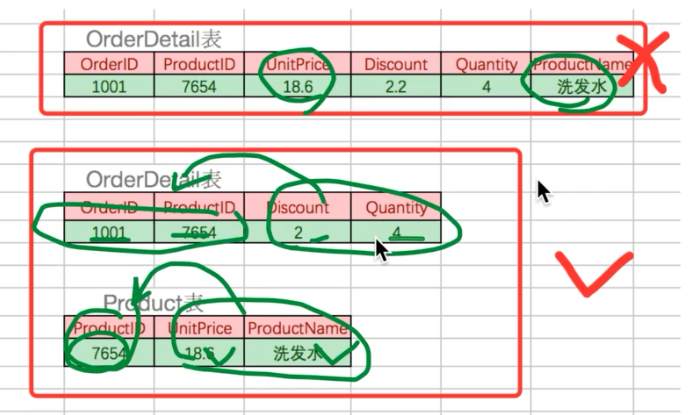 OrderDetail表
OrderID ProductID UnitPrice Discount Quantity ProductName
1001 7654 18.6 2.2 4 洗发水
OrderDetail表
OrderID ProductID Discount Quantity
1001 7654 2 4
Product表
ProductID UnitPrice ProductName
7654 18.6 洗发水